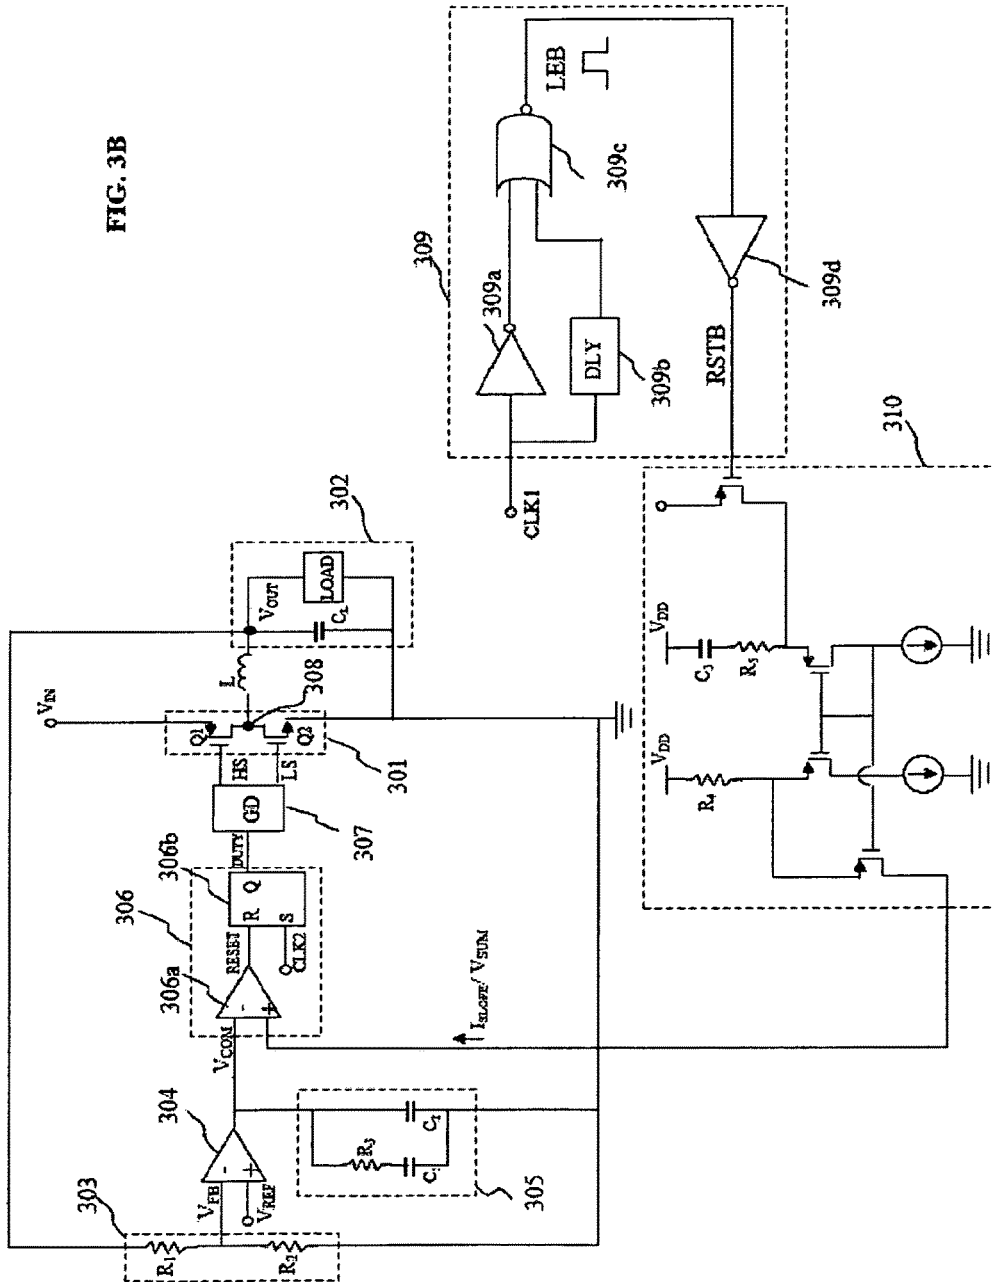 FIG. 3B
303
R1
R2
VFB
VREF
-
+
304
305
R3
C2
VCOM
306
306a
-
+
RESET
CLK2
R
S
Q
306b
DUTY
GD
307
HS
LS
301
Q1
Q2
VIN
308
L
VOUT
302
LOAD
ISLOPE/ VSUM
309
CLK1
309a
DLY
309b
309c
LEB
309d
RSTB
310
VDD
R4
VDD
C3
R5